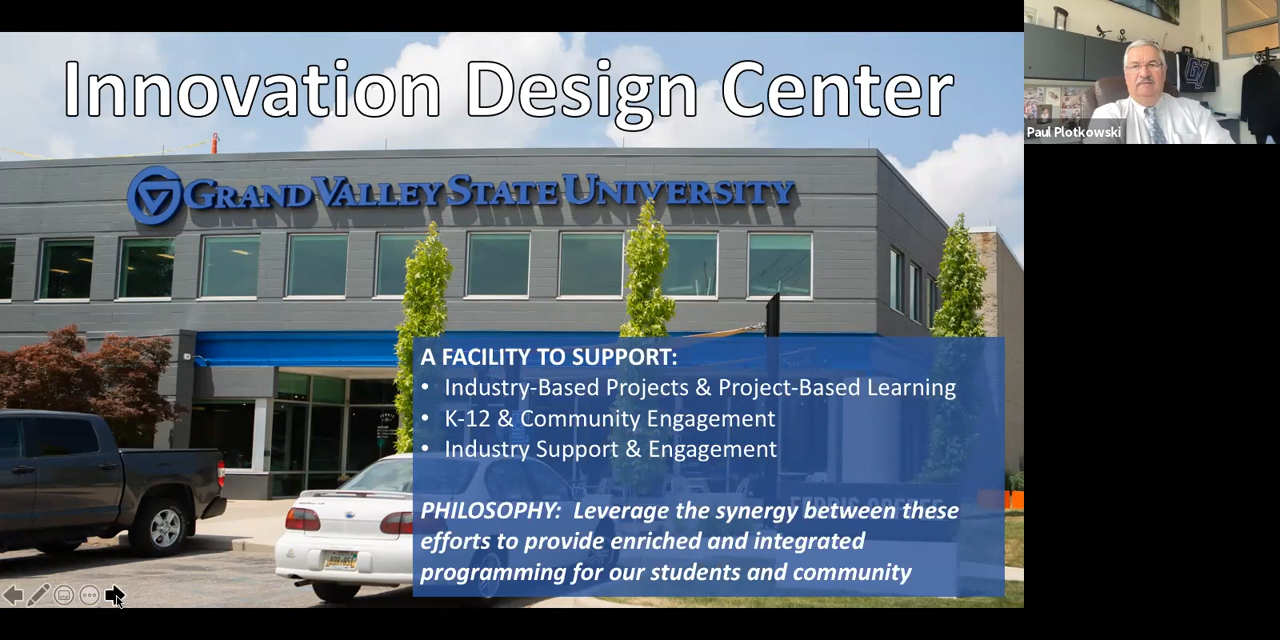 Innovation Design Center
GRAND VALLEY STATE UNIVERSITY
Paul Plotkowski
A FACILITY TO SUPPORT:
• Industry-Based Projects & Project-Based Learning
• K-12 & Community Engagement
• Industry Support & Engagement
FERRIS COFFEE
PHILOSOPHY: Leverage the synergy between these
efforts to provide enriched and integrated
programming for our students and community